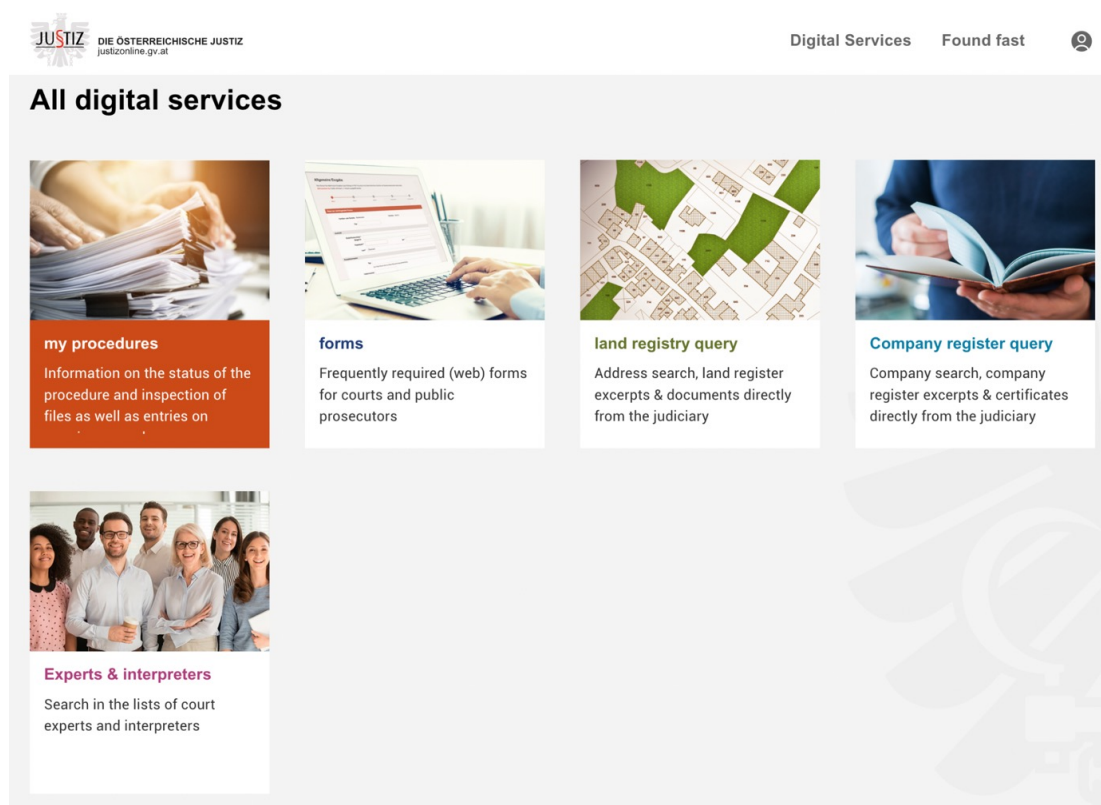 JU§TIZ
DIE ÖSTERREICHISCHE JUSTIZ
justizonline.gv.at
Digital Services
Found fast
All digital services
my procedures
Information on the status of the
procedure and inspection of
files as well as entries on
forms
Frequently required (web) forms
for courts and public
prosecutors
land registry query
Address search, land register
excerpts & documents directly
from the judiciary
Company register query
Company search, company
register excerpts & certificates
directly from the judiciary
Experts & interpreters
Search in the lists of court
experts and interpreters